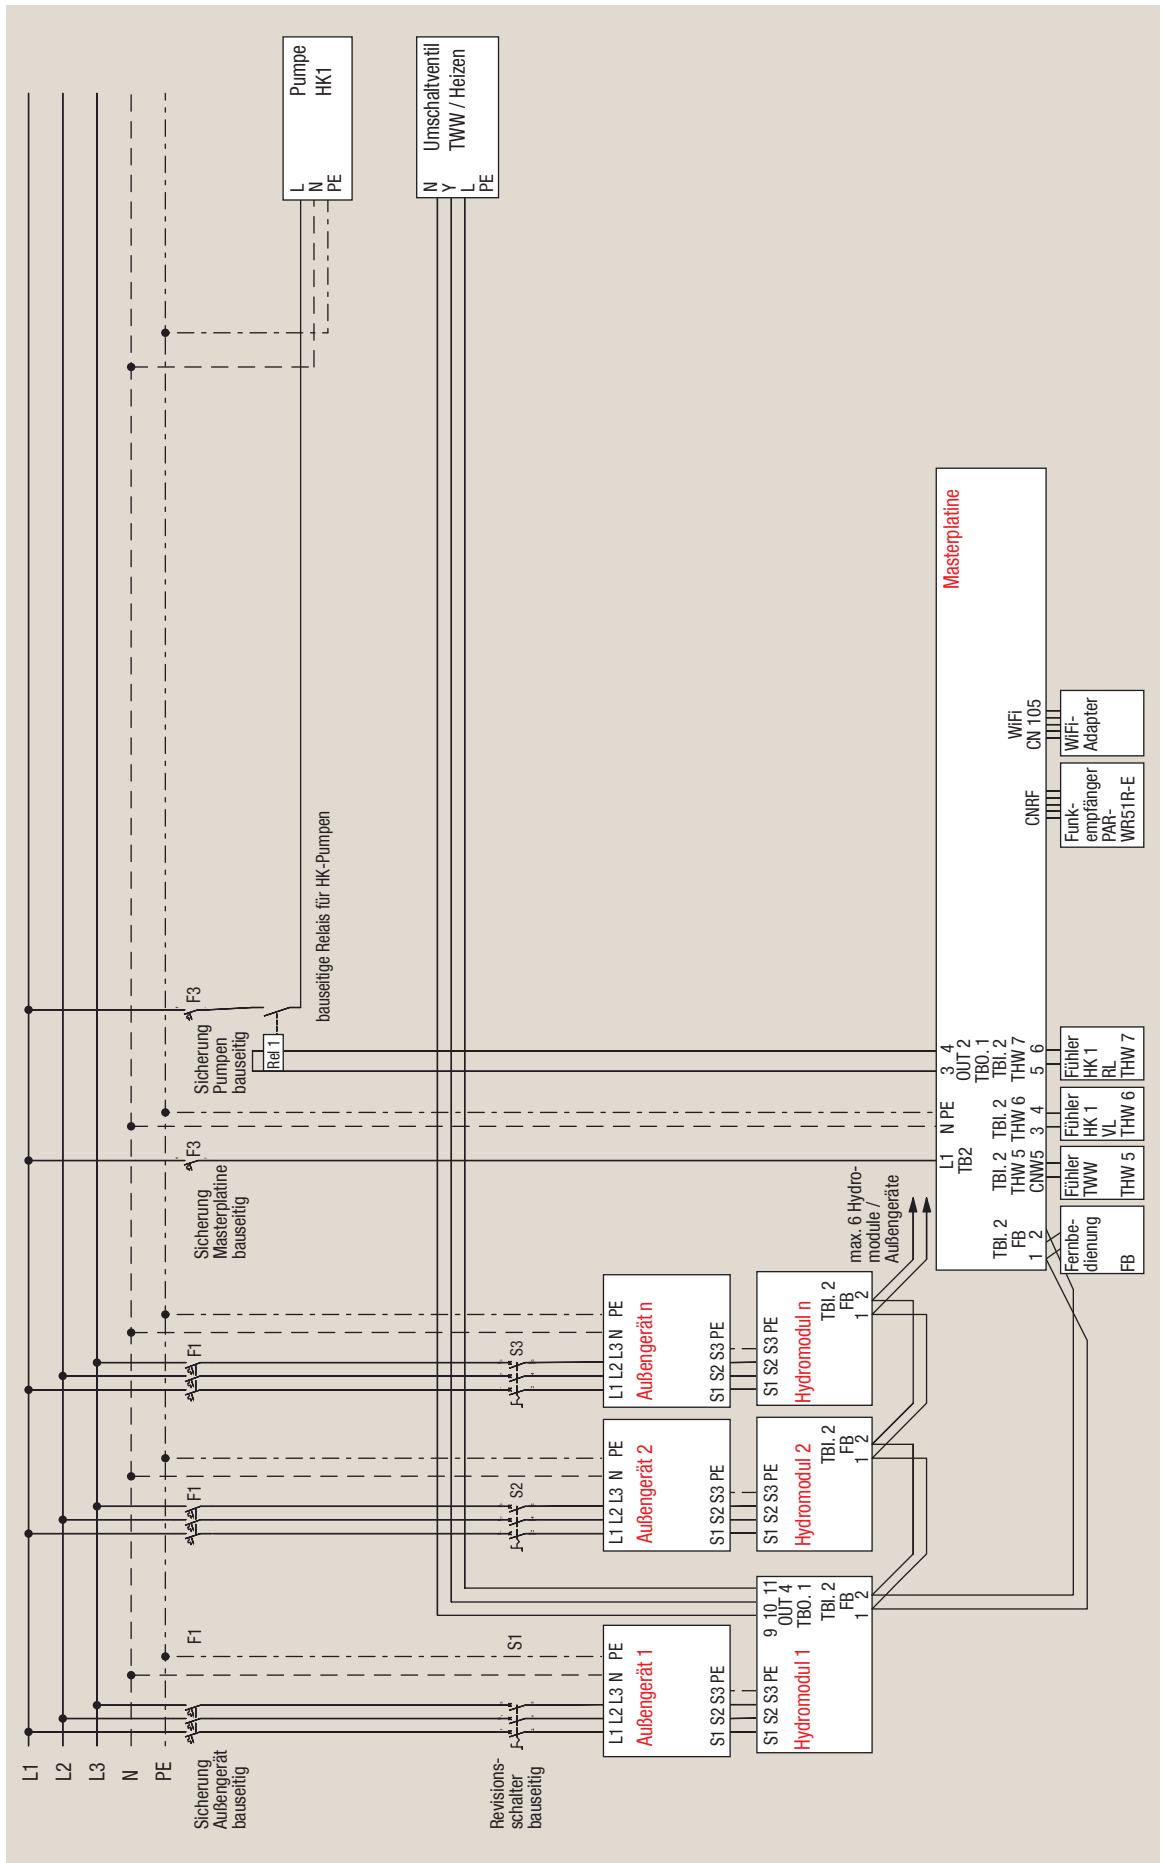 L1
L2
L3
N
PE
Pumpe
HK1
L
N
PE
Umschaltventil
TWW / Heizen
N
Y
L
PE
Sicherung
Außengerät
bauseitig
F1
F1
F1
Sicherung
Masterplatine
bauseitig
F3
Sicherung
Pumpen
bauseitig
F3
Rel 1
bauseitige Relais für HK-Pumpen
Revisions-
schalter
bauseitig
S1
S2
S3
L1 L2 L3 N PE
Außengerät 1
S1 S2 S3 PE
L1 L2 L3 N PE
Außengerät 2
S1 S2 S3 PE
L1 L2 L3 N PE
Außengerät n
S1 S2 S3 PE
9 10 11
OUT 4
TBO. 1
S1 S2 S3 PE
Hydromodul 1
TBI. 2
FB
1 2
S1 S2 S3 PE
Hydromodul 2
TBI. 2
FB
1 2
S1 S2 S3 PE
Hydromodul n
TBI. 2
FB
1 2
max. 6 Hydro-
module /
Außengeräte
Masterplatine
L1 N PE
TB2
3 4
OUT 2
TBO. 1
TBI. 2
FB
1 2
TBI. 2
THW 5
CNW5
TBI. 2
THW 6
3 4
TBI. 2
THW 7
5 6
CNRF
WiFi
CN 105
Fernbe-
dienung
FB
Fühler
TWW
THW 5
Fühler
HK 1
VL
THW 6
Fühler
HK 1
RL
THW 7
Funk-
empfänger
PAR-
WR51R-E
WiFi-
Adapter